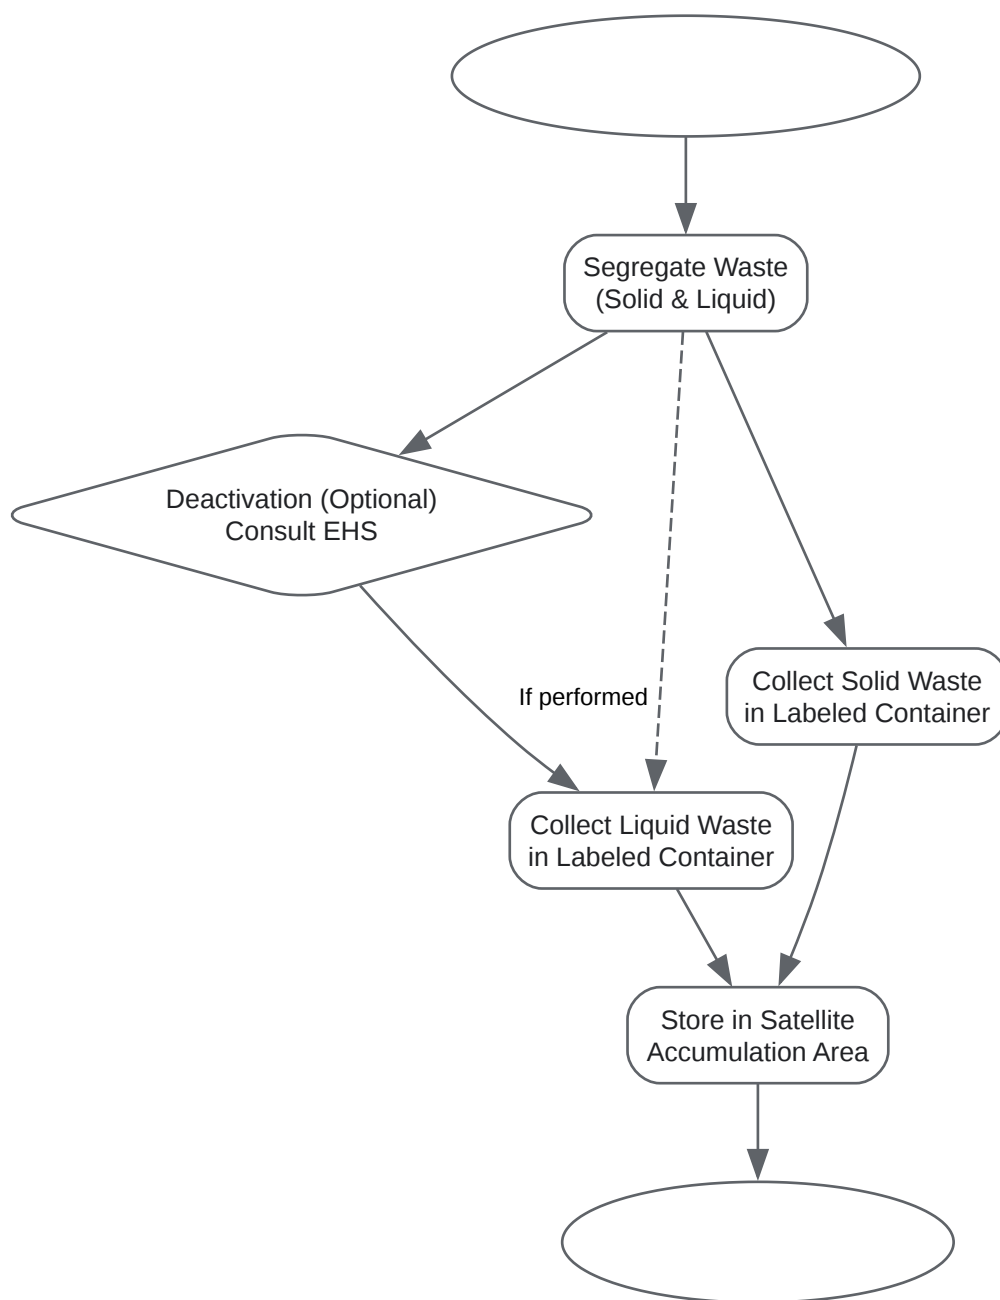 Segregate Waste
(Solid & Liquid)
Deactivation (Optional)
Consult EHS
If performed
Collect Solid Waste
in Labeled Container
Collect Liquid Waste
in Labeled Container
Store in Satellite
Accumulation Area